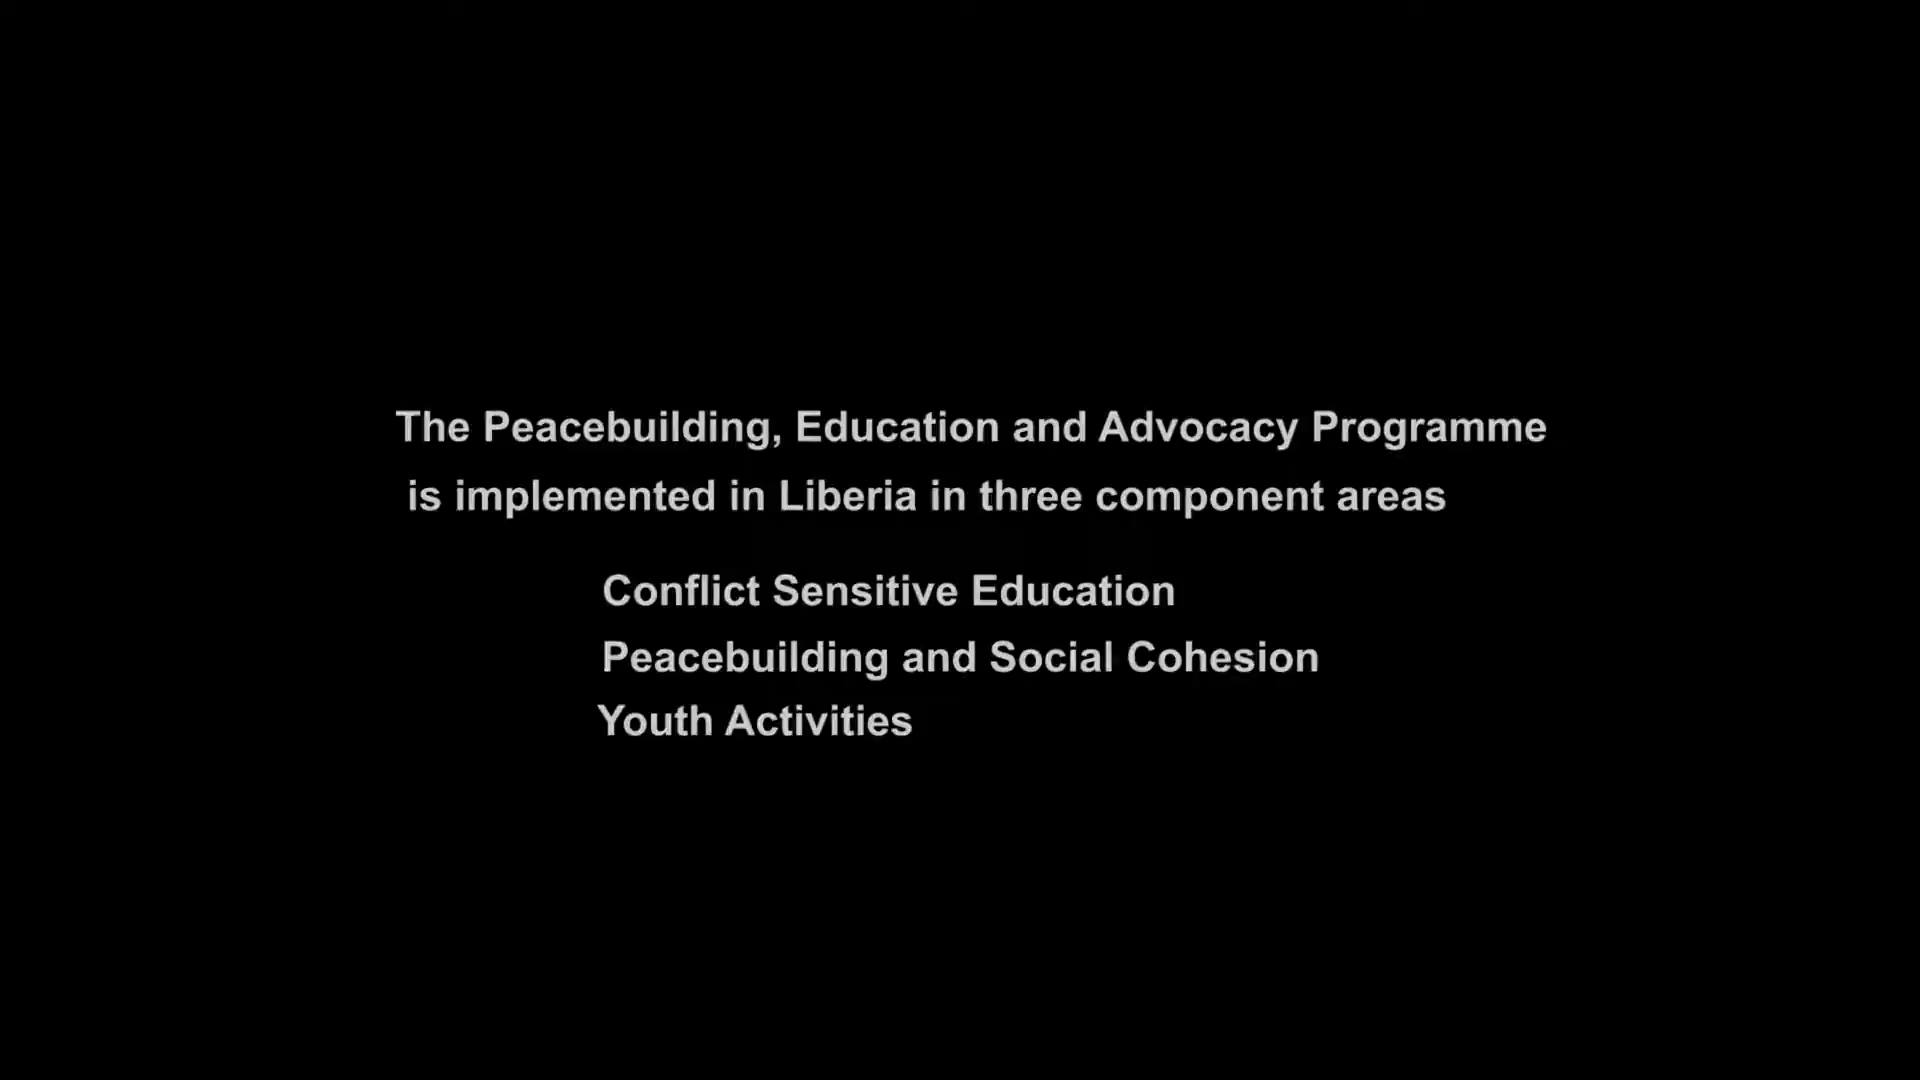 The Peacebuilding, Education and Advocacy Programme
is implemented in Liberia in three component areas
Conflict Sensitive Education
Peacebuilding and Social Cohesion
Youth Activities